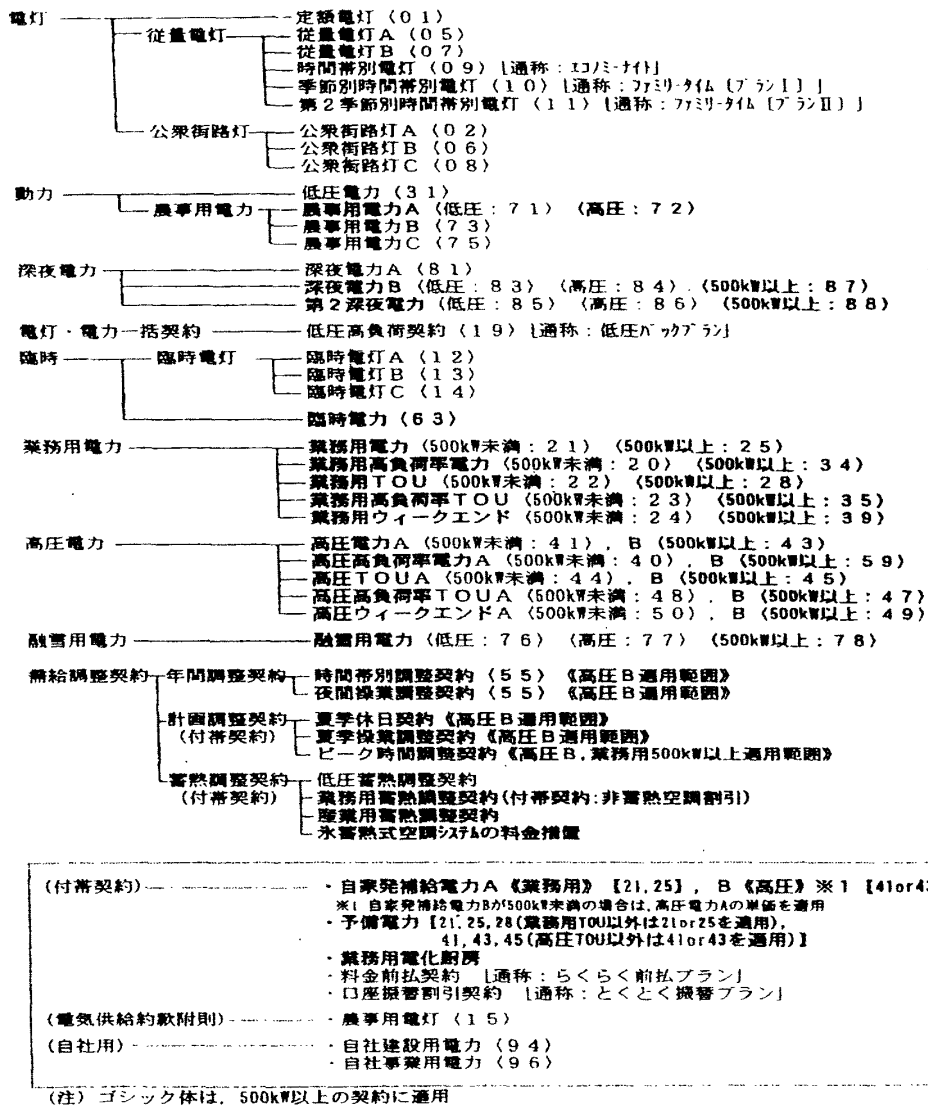 電灯 定額電灯(01)
従量電灯 従量電灯A(05)
従量電灯B(07)
時間帯別電灯(09)[通称:エコノミーナイト]
季節別時間帯別電灯(10)[通称:ファミリータイム〔プランⅠ〕]
第2季節別時間帯別電灯(11)[通称:ファミリータイム〔プランⅡ〕]
公衆街路灯 公衆街路灯A(02)
公衆街路灯B(06)
公衆街路灯C(08)
動力 低圧電力(31)
農事用電力 農事用電力A(低圧:71)(高圧:72)
農事用電力B(73)
農事用電力C(75)
深夜電力 深夜電力A(81)
深夜電力B(低圧:83)(高圧:84).(500kW以上:87)
第2深夜電力(低圧:85)(高圧:86)(500kW以上:88)
電灯・電力一括契約 低圧高負荷契約(19)[通称:低圧パックプラン]
臨時 臨時電灯 臨時電灯A(12)
臨時電灯B(13)
臨時電灯C(14)
臨時電力(63)
業務用電力 業務用電力(500kW未満:21)(500kW以上:25)
業務用高負荷率電力(500kW未満:20)(500kW以上:34)
業務用TOU(500kW未満:22)(500kW以上:28)
業務用高負荷率TOU(500kW未満:23)(500kW以上:35)
業務用ウィークエンド(500kW未満:24)(500kW以上:39)
高圧電力 高圧電力A(500kW未満:41),B(500kW以上:43)
高圧高負荷率電力A(500kW未満:40),B(500kW以上:59)
高圧TOUA(500kW未満:44),B(500kW以上:45)
高圧高負荷率TOUA(500kW未満:48),B(500kW以上:47)
高圧ウィークエンドA(500kW未満:50),B(500kW以上:49)
融雪用電力 融雪用電力(低圧:76)(高圧:77)(500kW以上:78)
需給調整契約 年間調整契約 時間帯別調整契約(55)《高圧B適用範囲》
夜間操業調整契約(55)《高圧B適用範囲》
計画調整契約 夏季休日契約《高圧B適用範囲》
(付帯契約) 夏季操業調整契約《高圧B適用範囲》
ピーク時間調整契約《高圧B,業務用500kW以上適用範囲》
蓄熱調整契約 低圧蓄熱調整契約
(付帯契約) 業務用蓄熱調整契約(付帯契約:非蓄熱空調割引)
産業用蓄熱調整契約
氷蓄熱式空調システムの料金措置
(付帯契約) ・自家発補給電力A《業務用》【21,25】,B《高圧》※1【41or43
※1 自家発補給電力Bが500kW未満の場合は,高圧電力Aの単価を適用
・予備電力【21,25,28(業務用TOU以外は21or25を適用),
41,43,45(高圧TOU以外は41or43を適用)】
・業務用電化厨房
・料金前払契約 [通称:らくらく前払プラン]
・口座振替割引契約 [通称:とくとく振替プラン]
(電気供給約款附則) ・農事用電灯(15)
(自社用) ・自社建設用電力(94)
・自社事業用電力(96)
(注)ゴシック体は,500kW以上の契約に適用